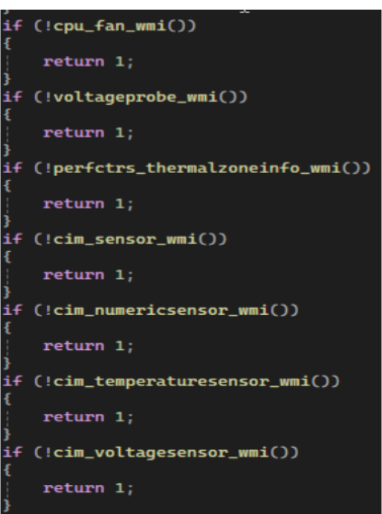 if (!cpu_fan_wmi())
{
return 1;
}
if (!voltageprobe_wmi())
{
return 1;
}
if (!perfctrs_thermalzoneinfo_wmi())
{
return 1;
}
if (!cim_sensor_wmi())
{
return 1;
}
if (!cim_numericsensor_wmi())
{
return 1;
}
if (!cim_temperaturesensor_wmi())
{
return 1;
}
if (!cim_voltagesensor_wmi())
{
return 1;
}